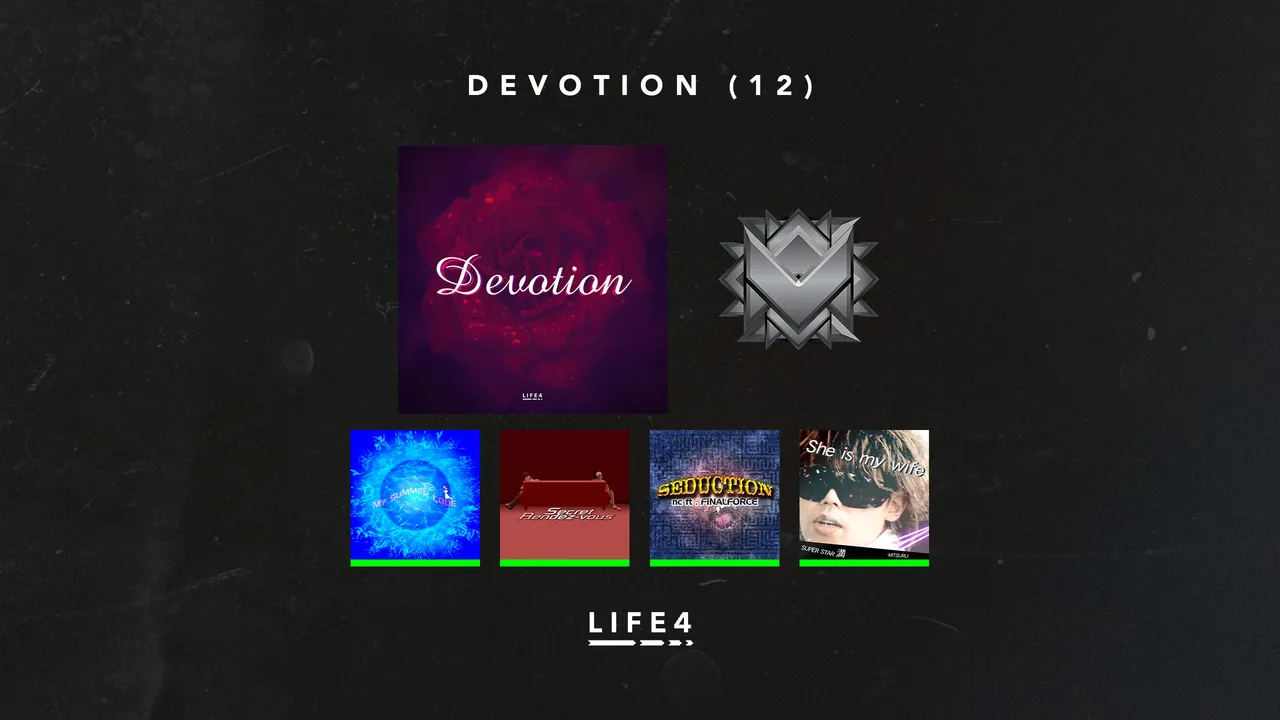 DEVOTION (12)
Devotion
LIFE4
MY SUMMER LOVE
Secret
Rendez-vous
SEDUCTION
nc ft. FINALFORCE
She is my wife
SUPER STAR 満
-MITSURU-
LIFE4